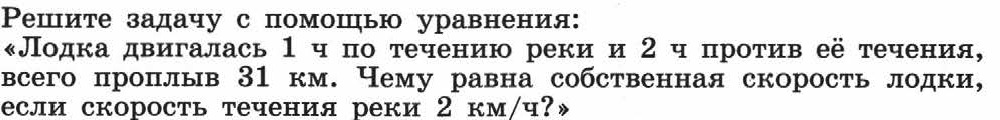 Решите задачу с помощью уравнения:
«Лодка двигалась 1 ч по течению реки и 2 ч против её течения,
всего проплыв 31 км. Чему равна собственная скорость лодки,
если скорость течения реки 2 км/ч?»